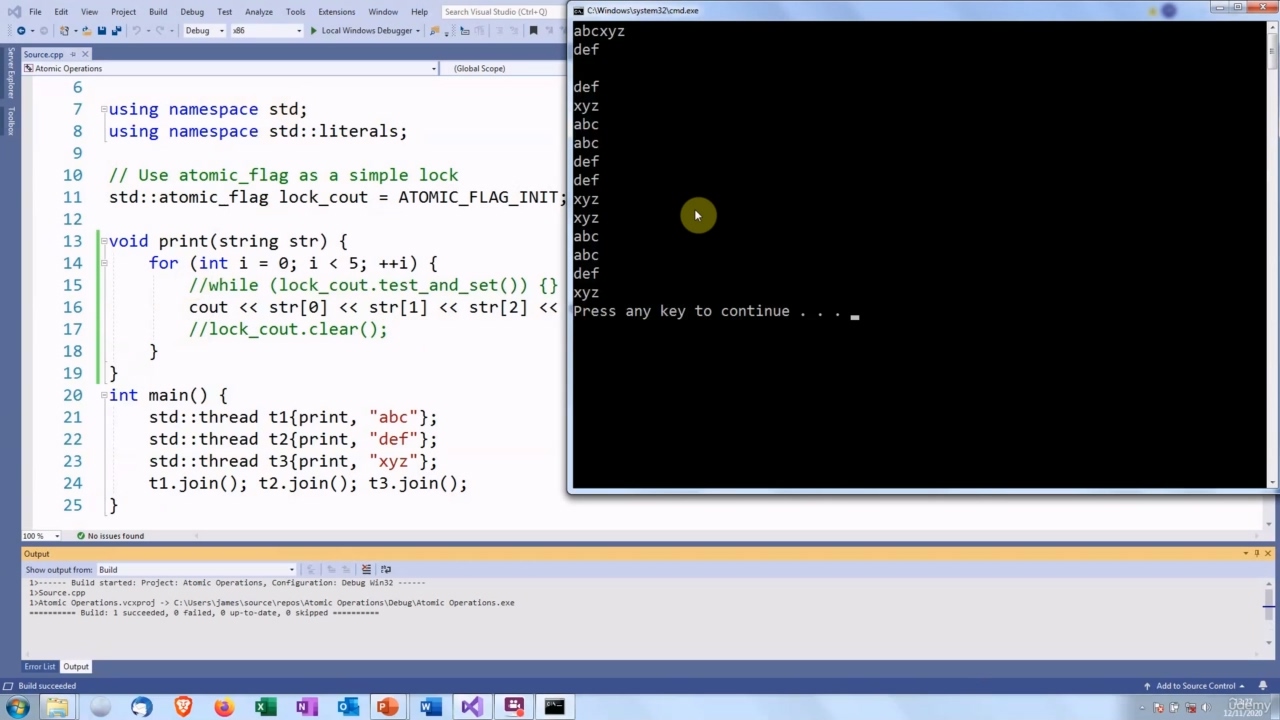 File Edit View Project Build Debug Test Analyze Tools Extensions Window Help Search Visual Studio (Ctrl+Q)
C:\Windows\system32\cmd.exe
Debug x86 Local Windows Debugger
Source.cpp
Atomic Operations (Global Scope)
Server Explorer
Toolbox
6
7 using namespace std;
8 using namespace std::literals;
9
10 // Use atomic_flag as a simple lock
11 std::atomic_flag lock_cout = ATOMIC_FLAG_INIT;
12
13 void print(string str) {
14 for (int i = 0; i < 5; ++i) {
15 //while (lock_cout.test_and_set()) {}
16 cout << str[0] << str[1] << str[2] <<
17 //lock_cout.clear();
18 }
19 }
20 int main() {
21 std::thread t1{print, "abc"};
22 std::thread t2{print, "def"};
23 std::thread t3{print, "xyz"};
24 t1.join(); t2.join(); t3.join();
25 }
abcxyz
def
def
xyz
abc
abc
def
def
xyz
xyz
abc
abc
def
xyz
Press any key to continue . . .
100 % No issues found
Output
Show output from: Build
1>------ Build started: Project: Atomic Operations, Configuration: Debug Win32 ------
1>Source.cpp
1>Atomic Operations.vcxproj -> C:\Users\james\source\repos\Atomic Operations\Debug\Atomic Operations.exe
========== Build: 1 succeeded, 0 failed, 0 up-to-date, 0 skipped ==========
Error List Output
Build succeeded Add to Source Control
udemy
12/11/2020